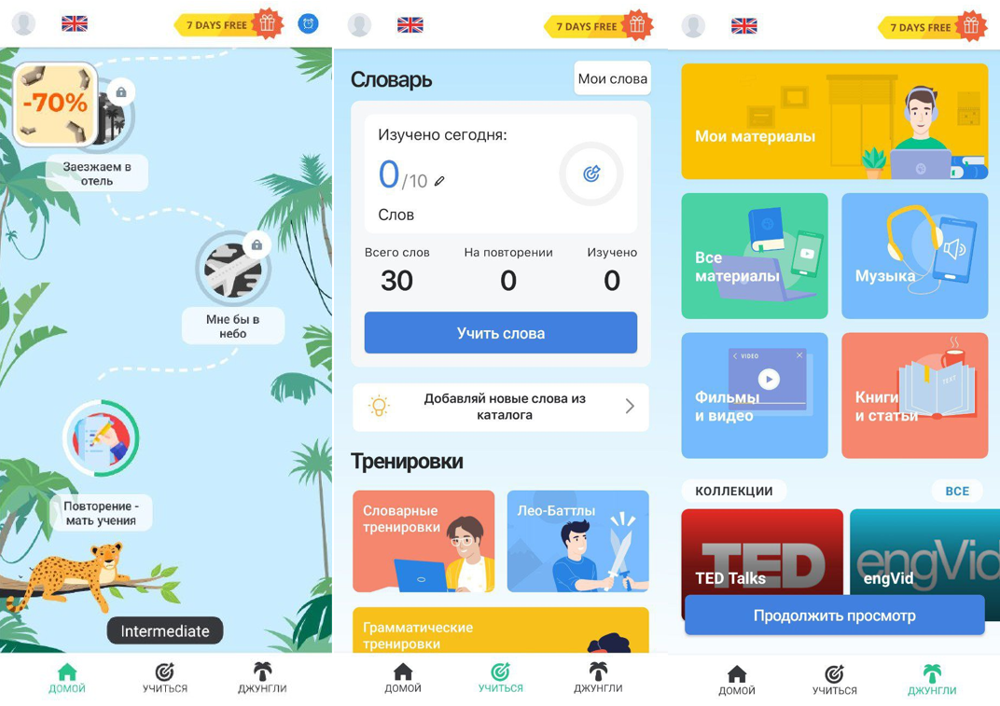 7 DAYS FREE
-70%
Заезжаем в
отель
Мне бы в
небо
Повторение -
мать учения
Intermediate
ДОМОЙ
УЧИТЬСЯ
ДЖУНГЛИ
7 DAYS FREE
Словарь
Мои слова
Изучено сегодня:
0/10
Слов
Всего слов
На повторении
Изучено
30
0
0
Учить слова
Добавляй новые слова из
каталога
Тренировки
Словарные
тренировки
Лео-Баттлы
Грамматические
тренировки
ДОМОЙ
УЧИТЬСЯ
ДЖУНГЛИ
7 DAYS FREE
Мои материалы
Все
материалы
Музыка
VIDEO
Фильмы
и видео
TEXT
Книги
и статьи
КОЛЛЕКЦИИ
ВСЕ
TED
TED Talks
engVid
engVid
Продолжить просмотр
ДОМОЙ
УЧИТЬСЯ
ДЖУНГЛИ